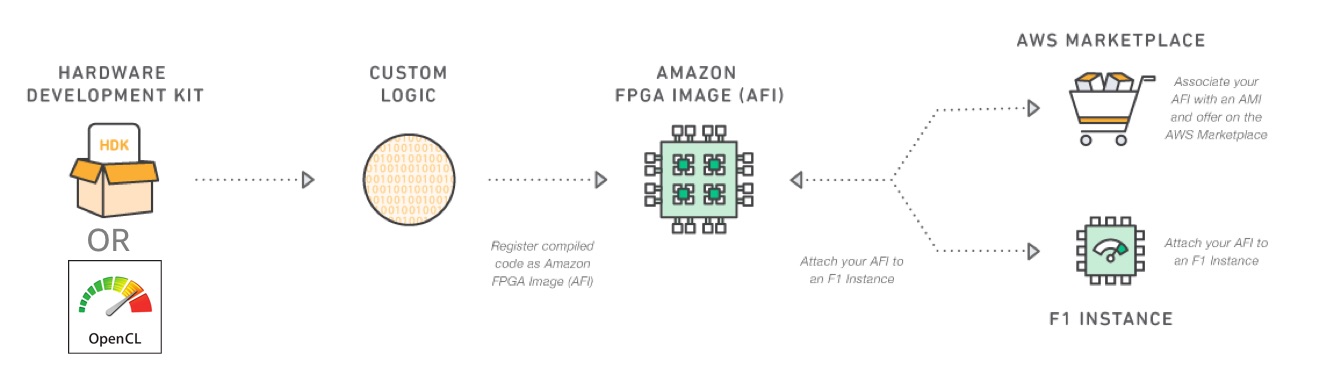 HARDWARE
DEVELOPMENT KIT
HDK
OR
OpenCL
CUSTOM
LOGIC
01001001001
Register compiled
code as Amazon
FPGA Image (AFI)
AMAZON
FPGA IMAGE (AFI)
Attach your AFI to
an F1 Instance
AWS MARKETPLACE
Associate your
AFI with an AMI
and offer on the
AWS Marketplace
Attach your AFI to
an F1 Instance
F1 INSTANCE